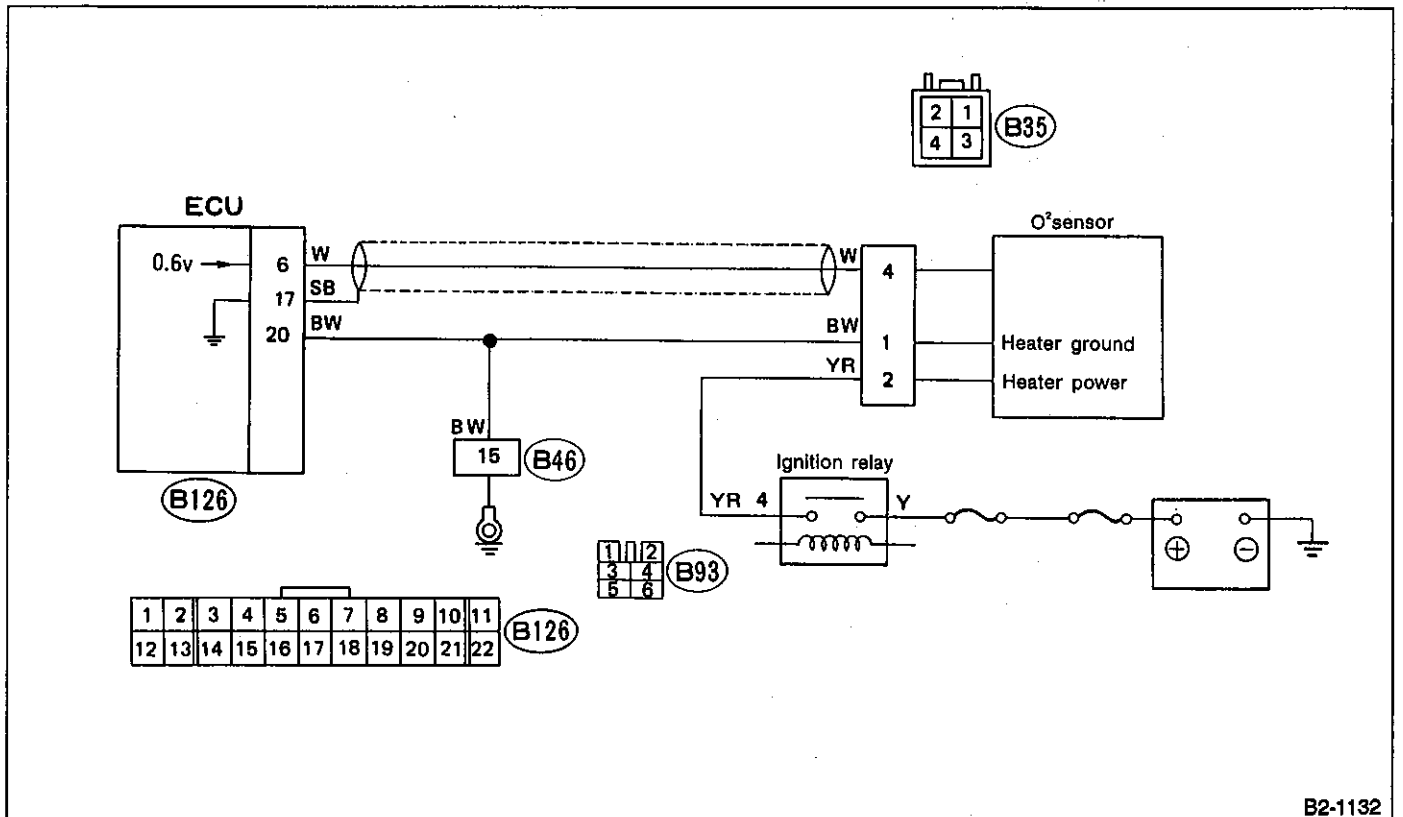 2 1
4 3
B35
ECU
O²sensor
0.6v
6 W
W 4
17 SB
20 BW
BW 1 Heater ground
YR 2 Heater power
BW
15 B46
B126
Ignition relay
YR 4 Y
+ −
1 2
3 4
5 6
B93
1 2 3 4 5 6 7 8 9 10 11
12 13 14 15 16 17 18 19 20 21 22
B126
B2-1132